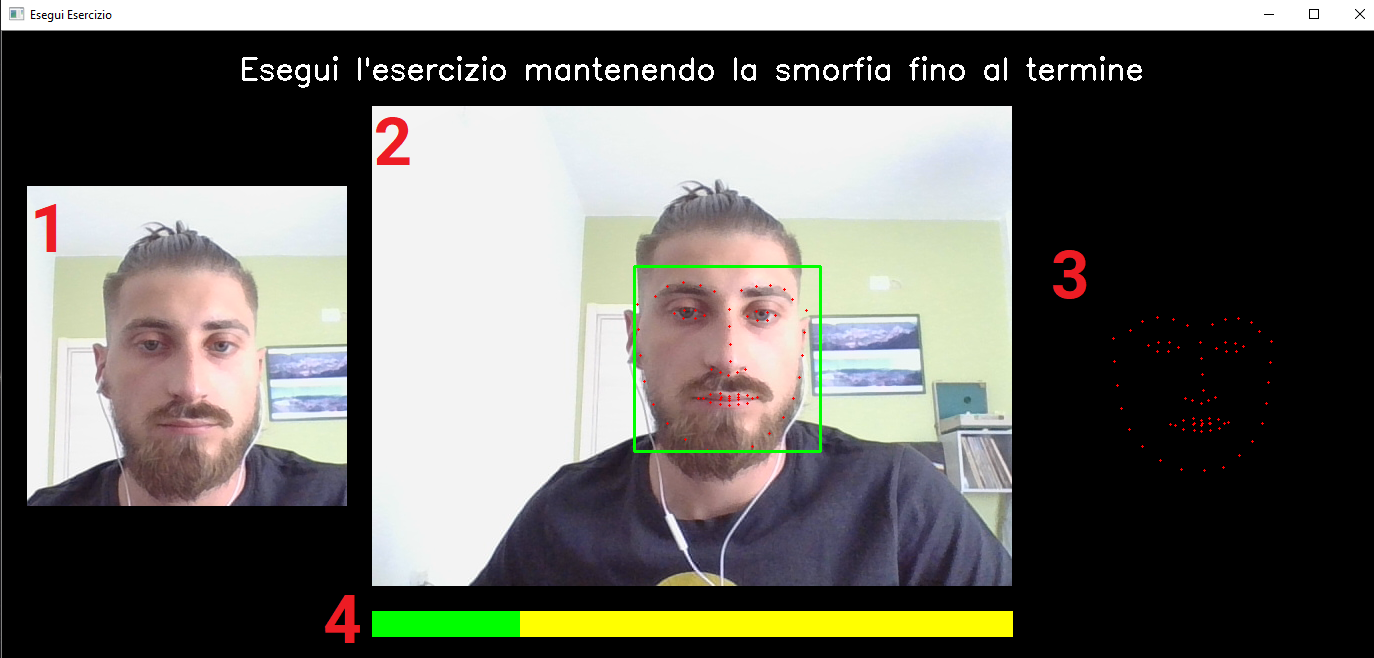 Esegui Esercizio
Esegui l'esercizio mantenendo la smorfia fino al termine
2
1
3
4